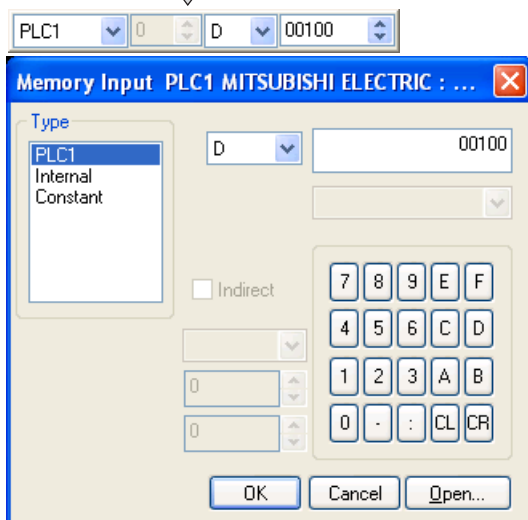 PLC1 0 D 00100
Memory Input PLC1 MITSUBISHI ELECTRIC : ...
Type
PLC1
Internal
Constant
D 00100
Indirect
0
0
7 8 9 E F
4 5 6 C D
1 2 3 A B
0 - : CL CR
OK Cancel Open...